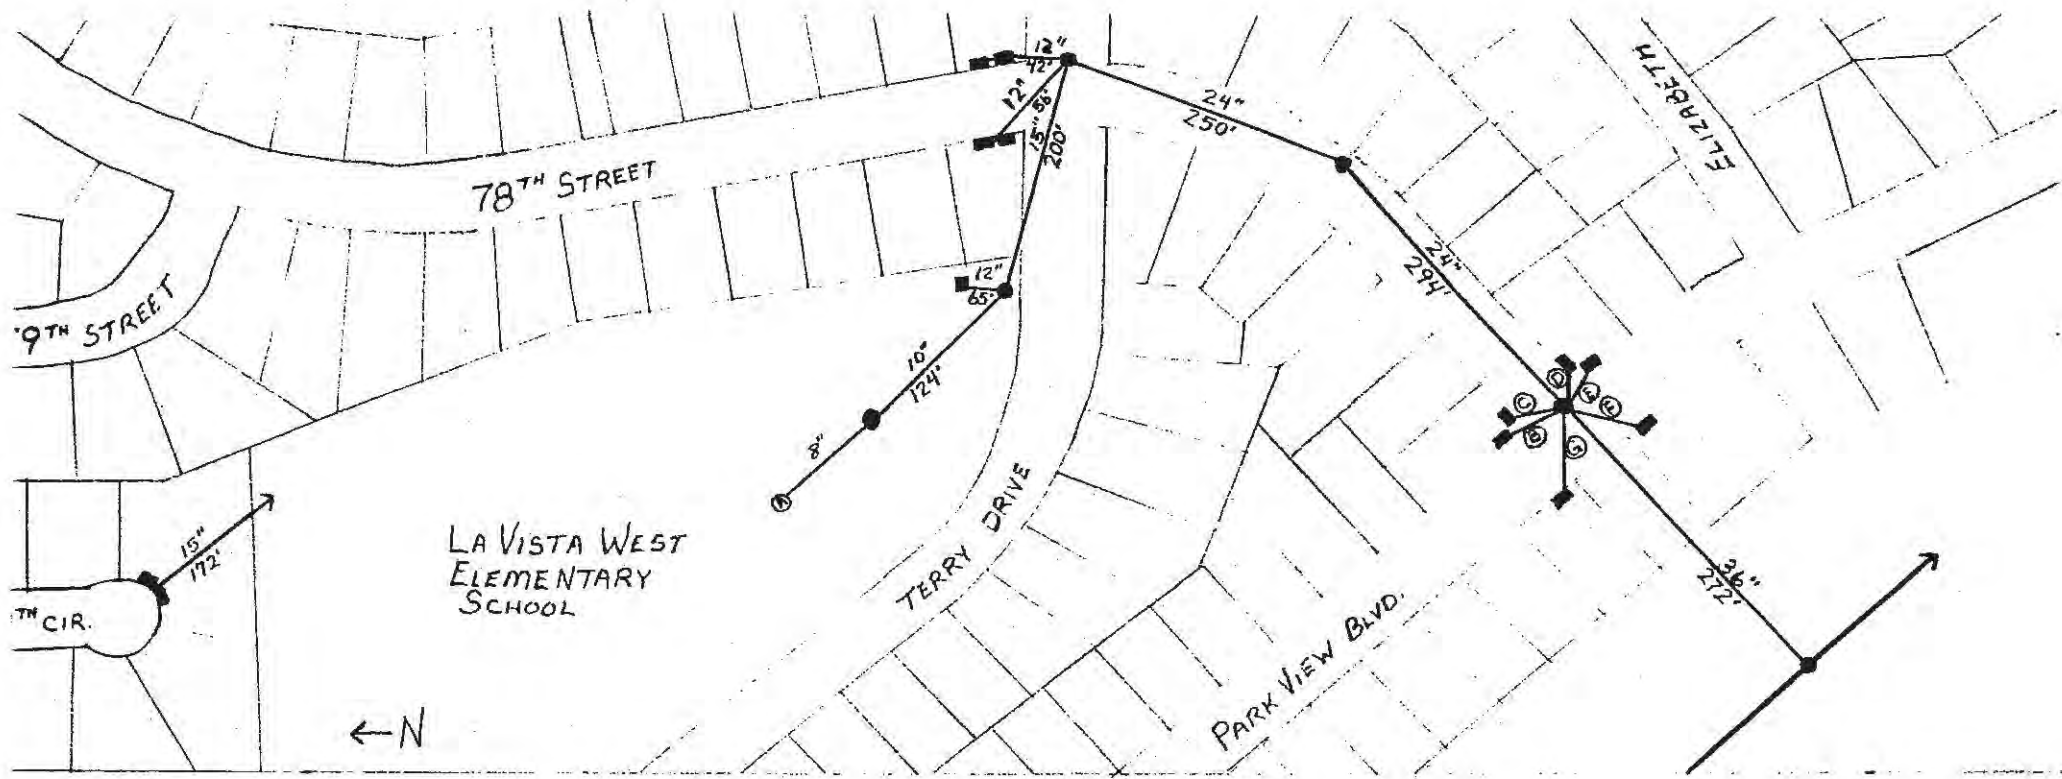 12"
42'
12"
56'
15"
200'
24"
250'
ELIZABETH
78TH STREET
9TH STREET
12"
65'
24"
294'
10"
124'
8"
C
D
E
F
B
G
15"
172'
LA VISTA WEST
ELEMENTARY
SCHOOL
TERRY DRIVE
TH CIR.
36"
272'
PARK VIEW BLVD.
←N